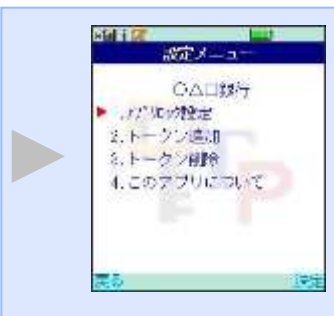 設定メニュー
○△□銀行
1.アプリロック設定
2.トークン追加
3.トークン削除
4.このアプリについて
戻る
決定